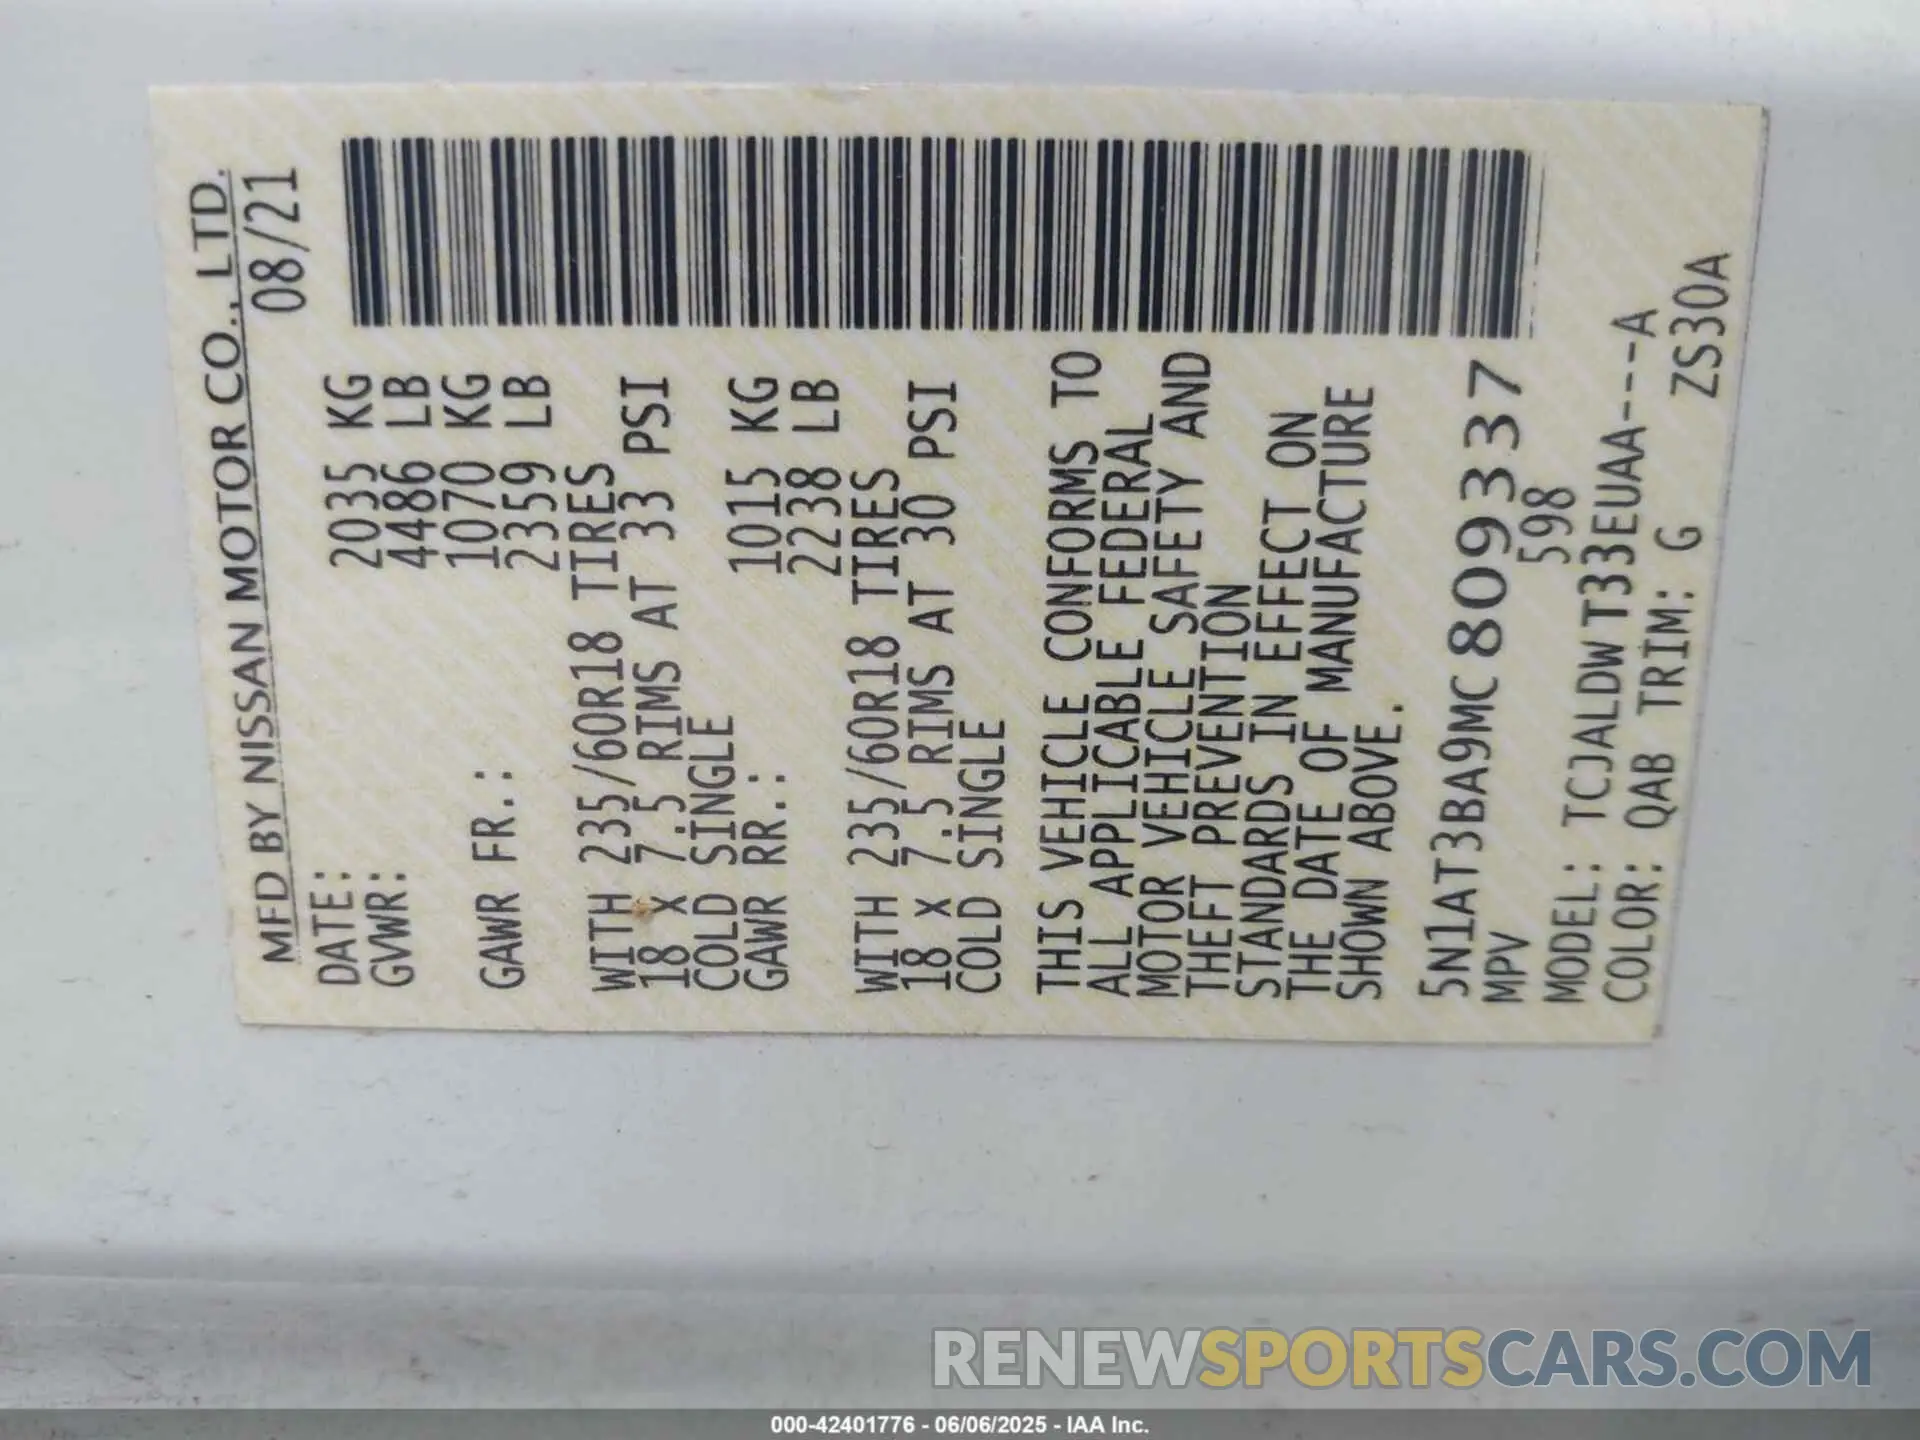 MFD BY NISSAN MOTOR CO., LTD.
DATE: 08/21
GVWR: 2035 KG
4486 LB
1070 KG
GAWR FR.: 2359 LB
WITH 235/60R18 TIRES
18 x 7.5 RIMS AT 33 PSI
COLD SINGLE
GAWR RR.: 1015 KG
2238 LB
WITH 235/60R18 TIRES
18 x 7.5 RIMS AT 30 PSI
COLD SINGLE
THIS VEHICLE CONFORMS TO
ALL APPLICABLE FEDERAL
MOTOR VEHICLE SAFETY AND
THEFT PREVENTION
STANDARDS IN EFFECT ON
THE DATE OF MANUFACTURE
SHOWN ABOVE.
5N1AT3BA9MC809337
MPV 598
MODEL: TCJALDWT33EUAA---A
COLOR: QAB TRIM: G ZS30A
RENEWSPORTSCARS.COM
000-42401776 - 06/06/2025 - IAA Inc.